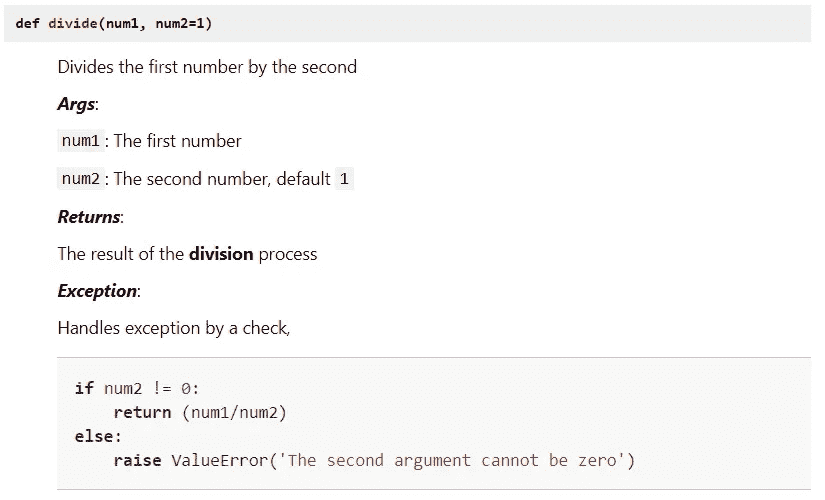 def divide(num1, num2=1)
Divides the first number by the second
Args:
num1 : The first number
num2 : The second number, default 1
Returns:
The result of the division process
Exception:
Handles exception by a check,
if num2 != 0:
    return (num1/num2)
else:
    raise ValueError('The second argument cannot be zero')